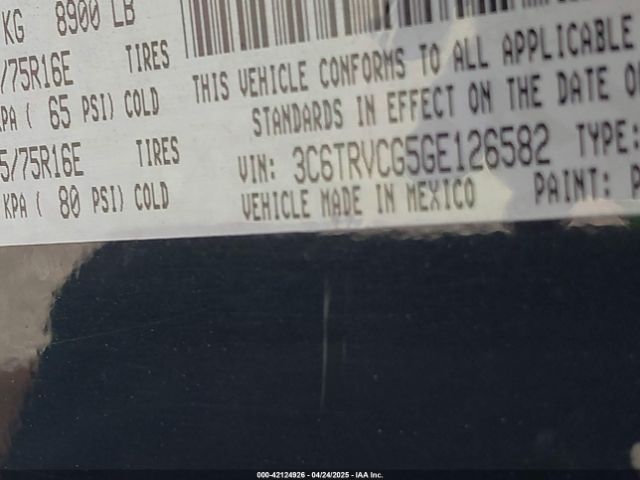 KG 8900 LB
/75R16E TIRES
KPA ( 65 PSI) COLD
5/75R16E TIRES
KPA ( 80 PSI) COLD
THIS VEHICLE CONFORMS TO ALL APPLICABLE
STANDARDS IN EFFECT ON THE DATE O
VIN: 3C6TRVCG5GE126582 TYPE:
VEHICLE MADE IN MEXICO PAINT: P
000-42124926 - 04/24/2025 - IAA Inc.